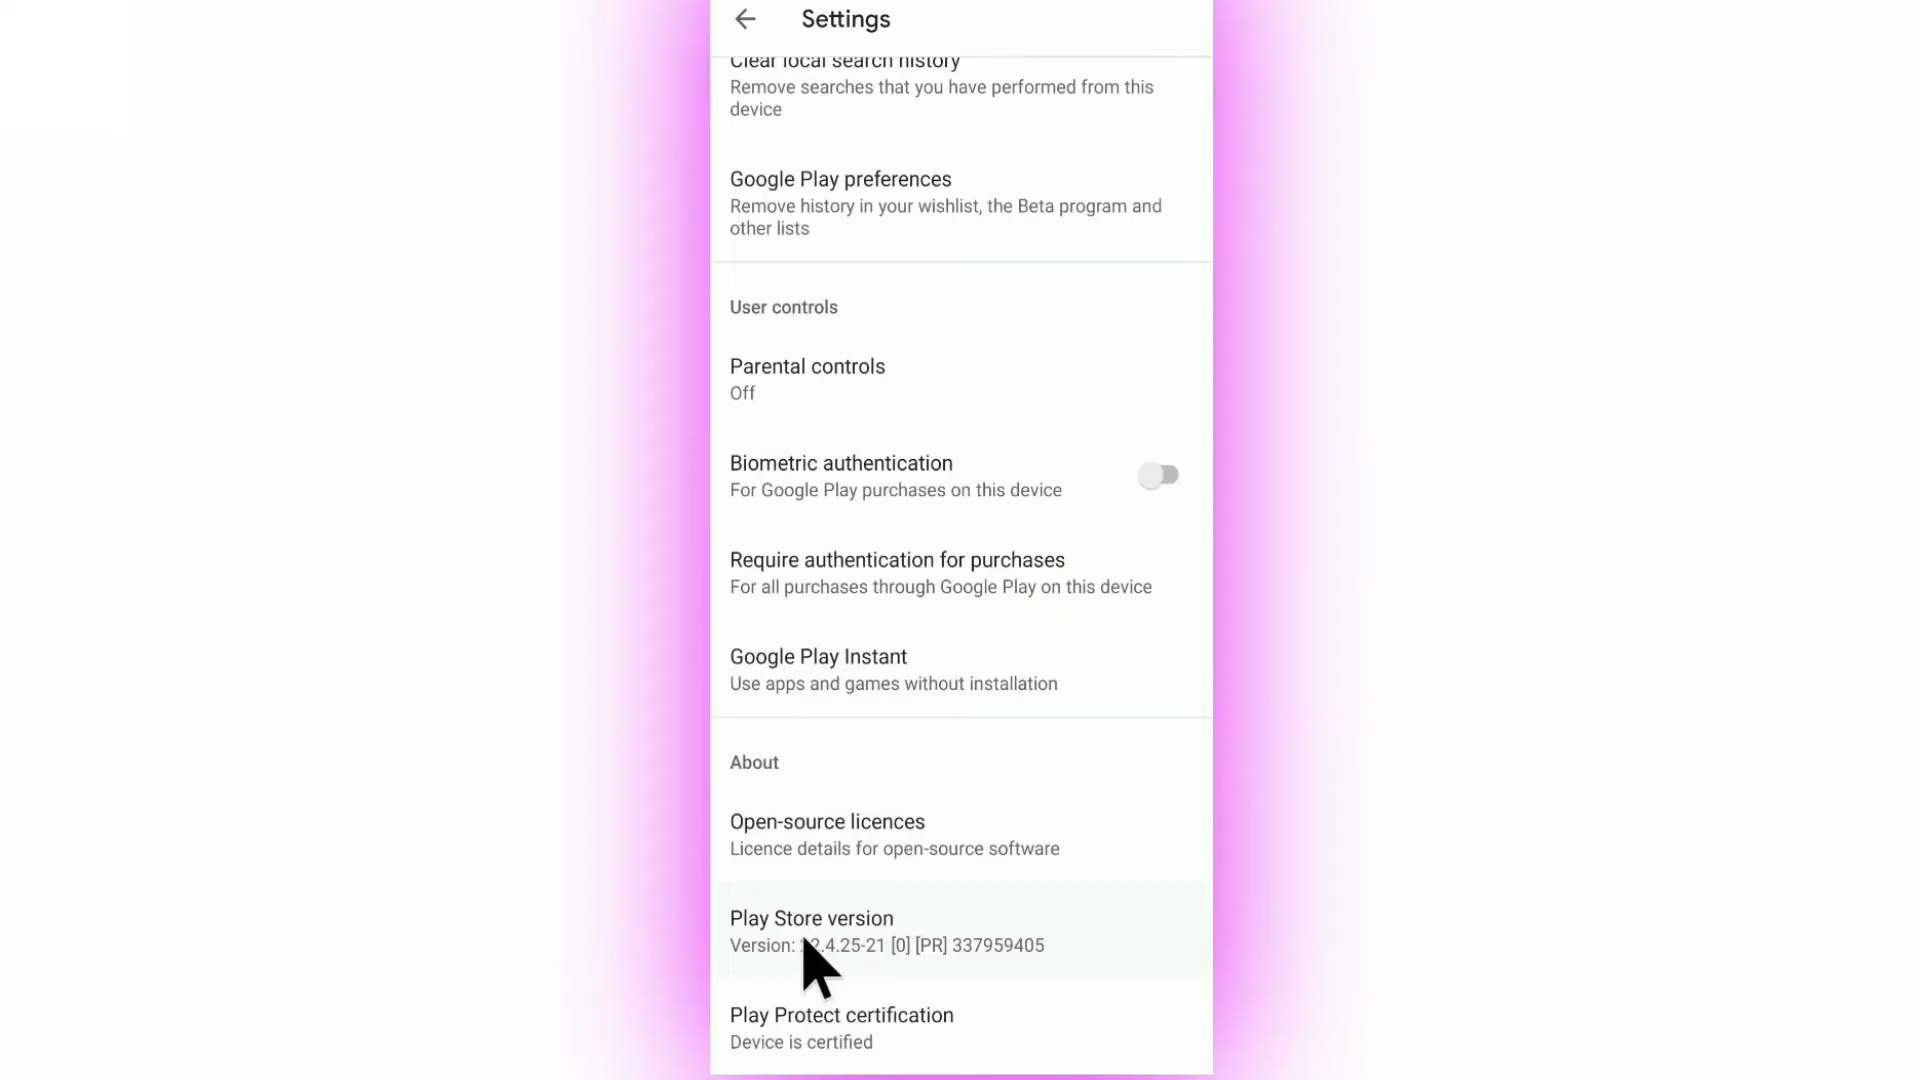 Settings
Clear local search history
Remove searches that you have performed from this
device
Google Play preferences
Remove history in your wishlist, the Beta program and
other lists
User controls
Parental controls
Off
Biometric authentication
For Google Play purchases on this device
Require authentication for purchases
For all purchases through Google Play on this device
Google Play Instant
Use apps and games without installation
About
Open-source licences
Licence details for open-source software
Play Store version
Version: [0] [PR] 337959405
Play Protect certification
Device is certified